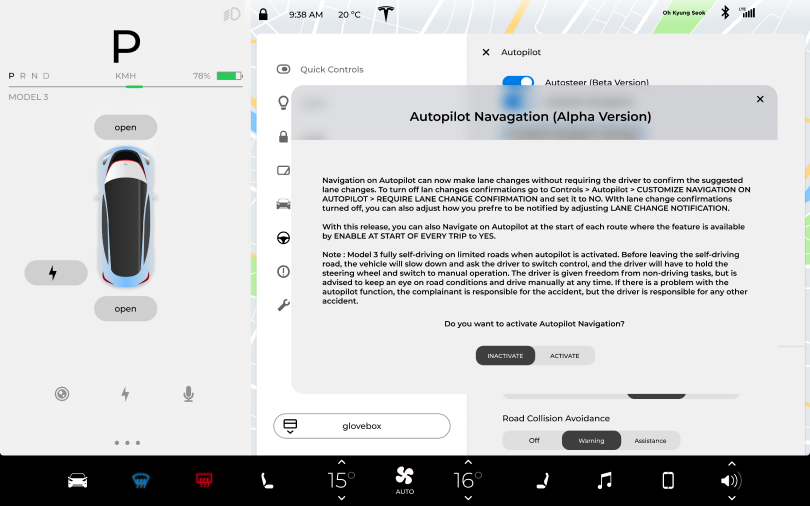 9:38 AM 20 °C Oh Kyung Seok LTE
P
P R N D KMH 78%
MODEL 3
open
open
Quick Controls
glovebox
Autopilot
Autosteer (Beta Version)
Autopilot Navagation (Alpha Version)
Navigation on Autopilot can now make lane changes without requiring the driver to confirm the suggested
lane changes. To turn off lan changes confirmations go to Controls > Autopilot > CUSTOMIZE NAVIGATION ON
AUTOPILOT > REQUIRE LANE CHANGE CONFIRMATION and set it to NO. With lane change confirmations
turned off, you can also adjust how you prefre to be notified by adjusting LANE CHANGE NOTIFICATION.
With this release, you can also Navigate on Autopilot at the start of each route where the feature is available
by ENABLE AT START OF EVERY TRIP to YES.
Note : Model 3 fully self-driving on limited roads when autopilot is activated. Before leaving the self-driving
road, the vehicle will slow down and ask the driver to switch control, and the driver will have to hold the
steering wheel and switch to manual operation. The driver is given freedom from non-driving tasks, but is
advised to keep an eye on road conditions and drive manually at any time. If there is a problem with the
autopilot function, the complainant is responsible for the accident, but the driver is responsible for any other
accident.
Do you want to activate Autopilot Navigation?
INACTIVATE ACTIVATE
Road Collision Avoidance
Off Warning Assistance
15° AUTO 16°